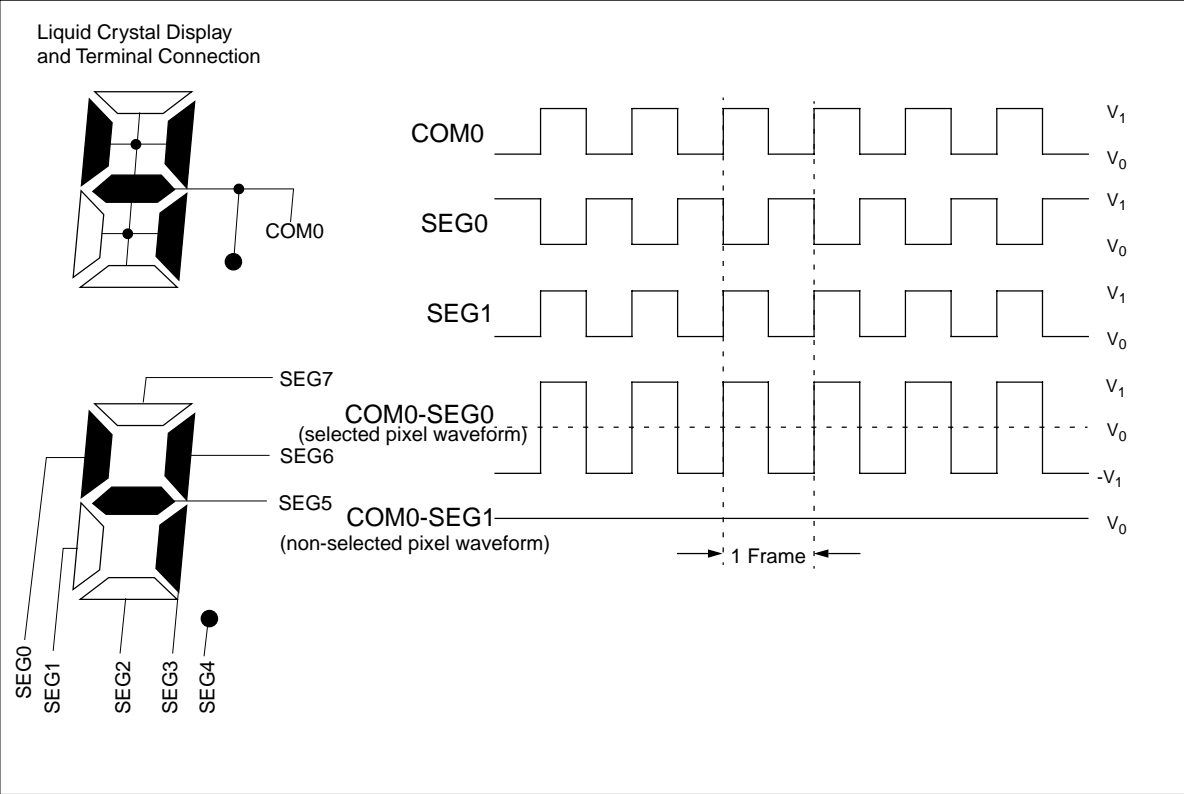 Liquid Crystal Display
and Terminal Connection
COM0
COM0
V1
V0
SEG0
V1
V0
SEG1
V1
V0
COM0-SEG0
(selected pixel waveform)
V1
V0
-V1
COM0-SEG1
(non-selected pixel waveform)
V0
1 Frame
SEG7
SEG6
SEG5
SEG0
SEG1
SEG2
SEG3
SEG4